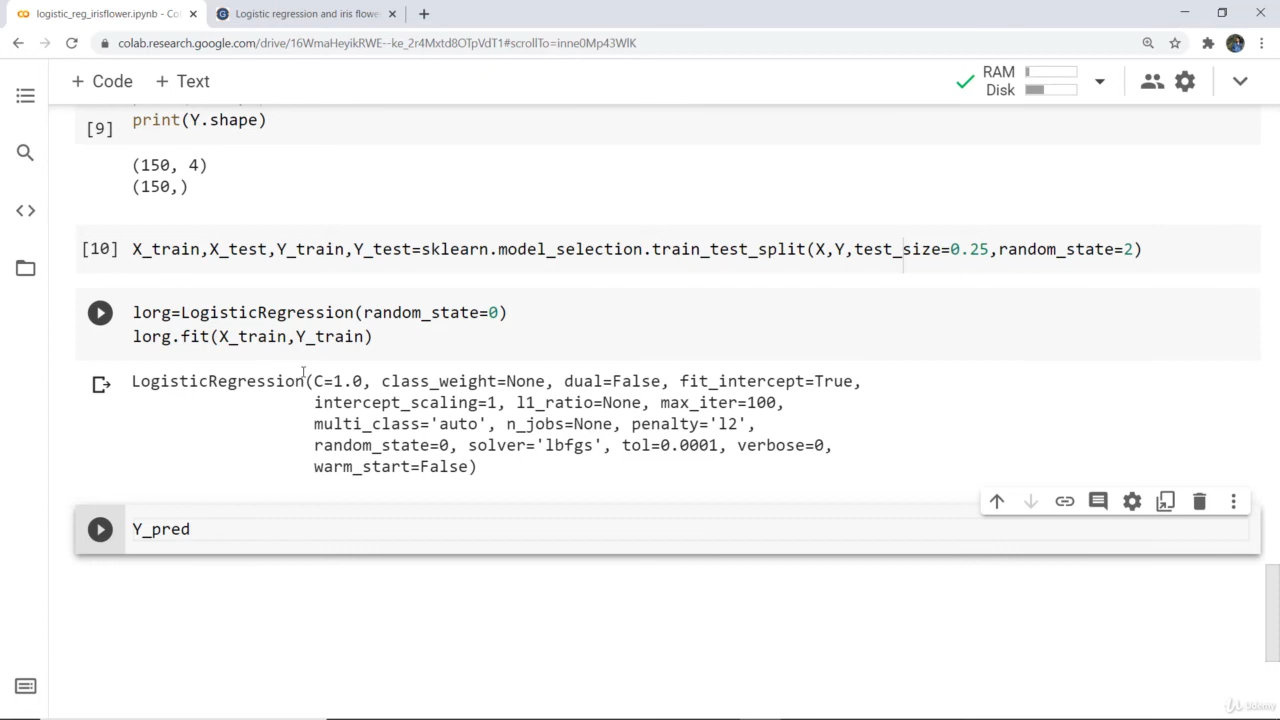 logistic_reg_irisflower.ipynb - Col
Logistic regression and iris flowe
colab.research.google.com/drive/16WmaHeyikRWE--ke_2r4Mxtd8OTpVdT1#scrollTo=inne0Mp43WlK
+ Code + Text
RAM
Disk
print(Y.shape)
[9]
(150, 4)
(150,)
[10] X_train,X_test,Y_train,Y_test=sklearn.model_selection.train_test_split(X,Y,test_size=0.25,random_state=2)
lorg=LogisticRegression(random_state=0)
lorg.fit(X_train,Y_train)
LogisticRegression(C=1.0, class_weight=None, dual=False, fit_intercept=True,
intercept_scaling=1, l1_ratio=None, max_iter=100,
multi_class='auto', n_jobs=None, penalty='l2',
random_state=0, solver='lbfgs', tol=0.0001, verbose=0,
warm_start=False)
Y_pred
Udemy